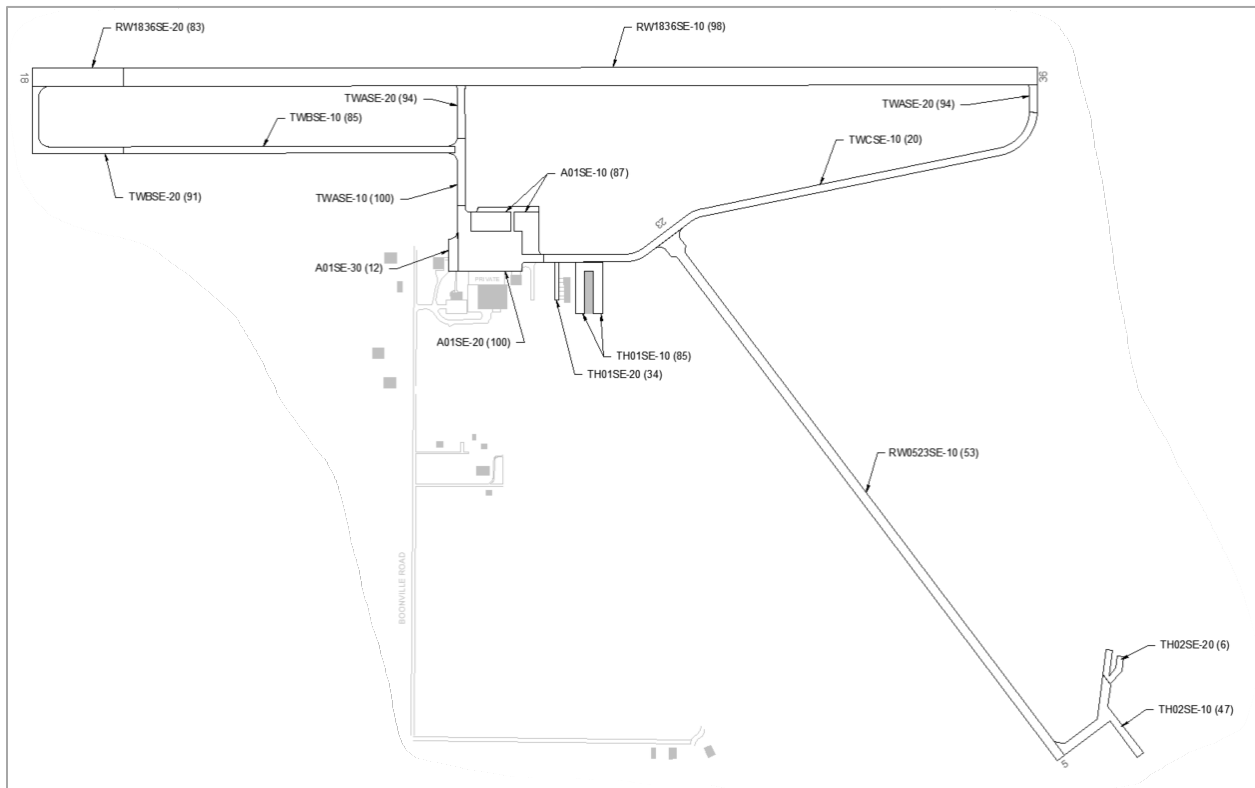 RW1836SE-20 (83)
RW1836SE-10 (98)
18
36
TWASE-20 (94)
TWASE-20 (94)
TWBSE-10 (85)
TWCSE-10 (20)
A01SE-10 (87)
TWBSE-20 (91)
TWASE-10 (100)
23
A01SE-30 (12)
PRIVATE
A01SE-20 (100)
TH01SE-10 (85)
TH01SE-20 (34)
RW0523SE-10 (53)
BOONVILLE ROAD
TH02SE-20 (6)
TH02SE-10 (47)
5